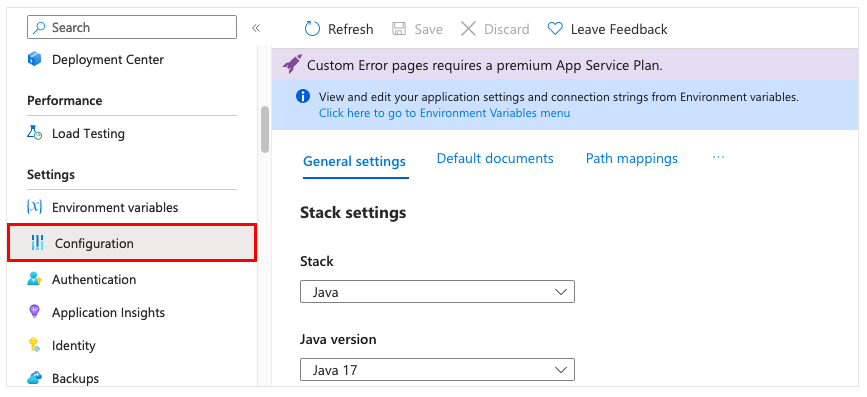 Search
«
Deployment Center
Performance
Load Testing
Settings
Environment variables
Configuration
Authentication
Application Insights
Identity
Backups
Refresh
Save
Discard
Leave Feedback
Custom Error pages requires a premium App Service Plan.
View and edit your application settings and connection strings from Environment variables.
Click here to go to Environment Variables menu
General settings
Default documents
Path mappings
...
Stack settings
Stack
Java
Java version
Java 17